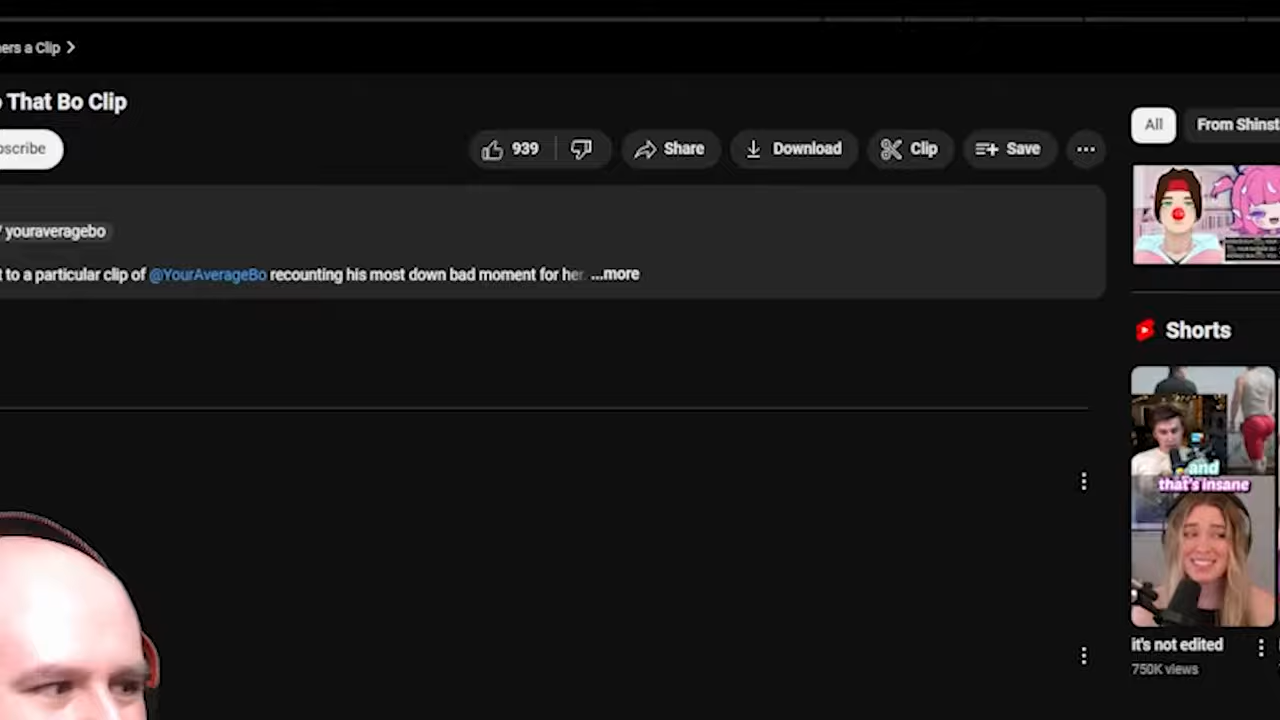 ers a Clip
That Bo Clip
scribe
939
Share
Download
Clip
Save
All
From Shinst
youraveragebo
t to a particular clip of @YourAverageBo recounting his most down bad moment for her ...more
Shorts
and
that's insane
it's not edited
750K views